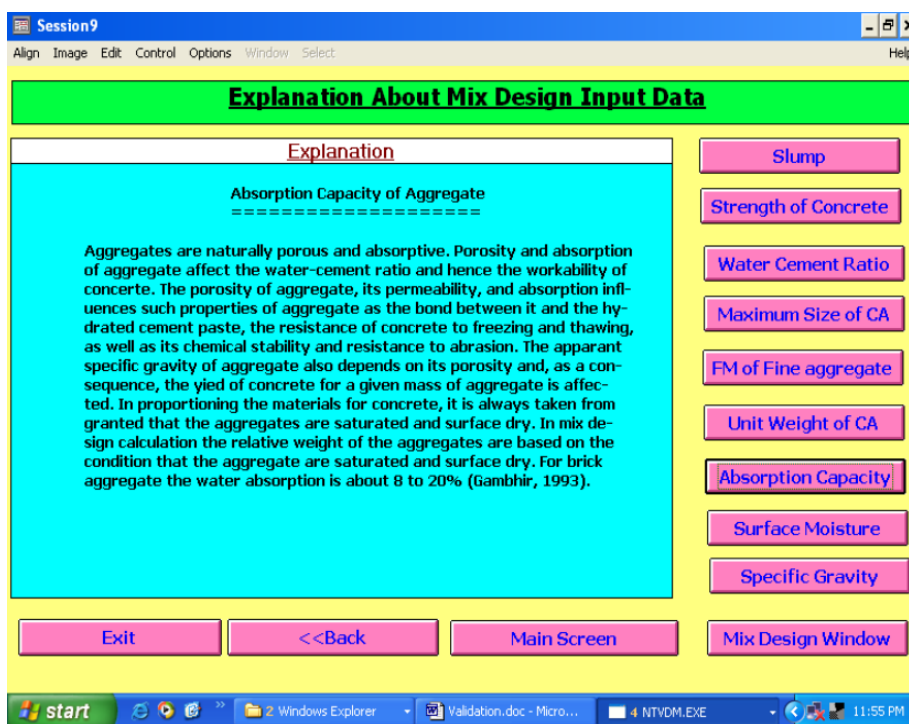 Session9
Align Image Edit Control Options Window Select Help
Explanation About Mix Design Input Data
Explanation
Absorption Capacity of Aggregate
====================
Aggregates are naturally porous and absorptive. Porosity and absorption
of aggregate affect the water-cement ratio and hence the workability of
concerte. The porosity of aggregate, its permeability, and absorption infl-
uences such properties of aggregate as the bond between it and the hy-
drated cement paste, the resistance of concrete to freezing and thawing,
as well as its chemical stability and resistance to abrasion. The apparant
specific gravity of aggregate also depends on its porosity and, as a con-
sequence, the yied of concrete for a given mass of aggregate is affec-
ted. In proportioning the materials for concrete, it is always taken from
granted that the aggregates are saturated and surface dry. In mix de-
sign calculation the relative weight of the aggregates are based on the
condition that the aggregate are saturated and surface dry. For brick
aggregate the water absorption is about 8 to 20% (Gambhir, 1993).
Slump
Strength of Concrete
Water Cement Ratio
Maximum Size of CA
FM of Fine aggregate
Unit Weight of CA
Absorption Capacity
Surface Moisture
Specific Gravity
Exit
<<Back
Main Screen
Mix Design Window
start
2 Windows Explorer
Validation.doc - Micro...
4 NTVDM.EXE
11:55 PM